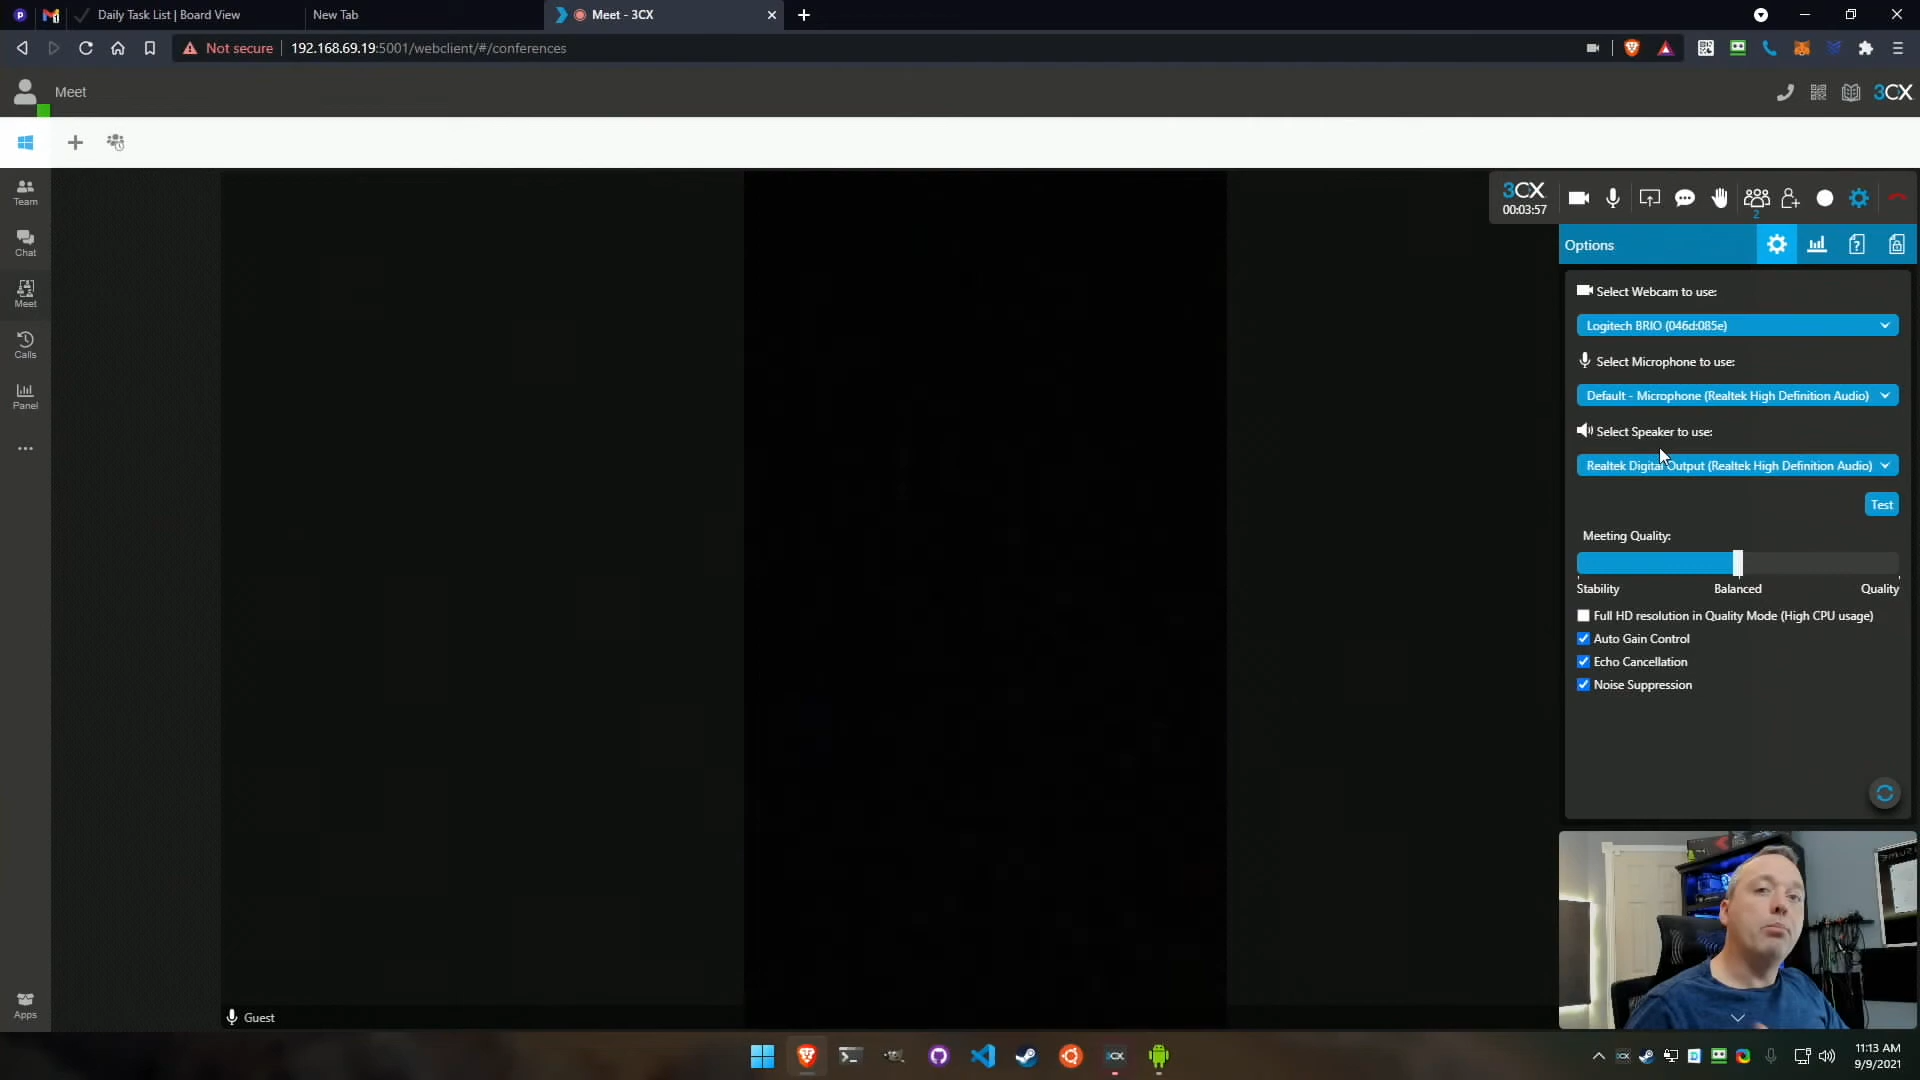 Daily Task List | Board View
New Tab
Meet - 3CX
Not secure
192.168.69.19:5001/webclient/#/conferences
Meet
3CX
Team
Chat
Meet
Calls
Panel
Apps
3CX
00:03:57
2
Options
Select Webcam to use:
Logitech BRIO (046d:085e)
Select Microphone to use:
Default - Microphone (Realtek High Definition Audio)
Select Speaker to use:
Realtek Digital Output (Realtek High Definition Audio)
Test
Meeting Quality:
Stability
Balanced
Quality
Full HD resolution in Quality Mode (High CPU usage)
Auto Gain Control
Echo Cancellation
Noise Suppression
Guest
11:13 AM
9/9/2021